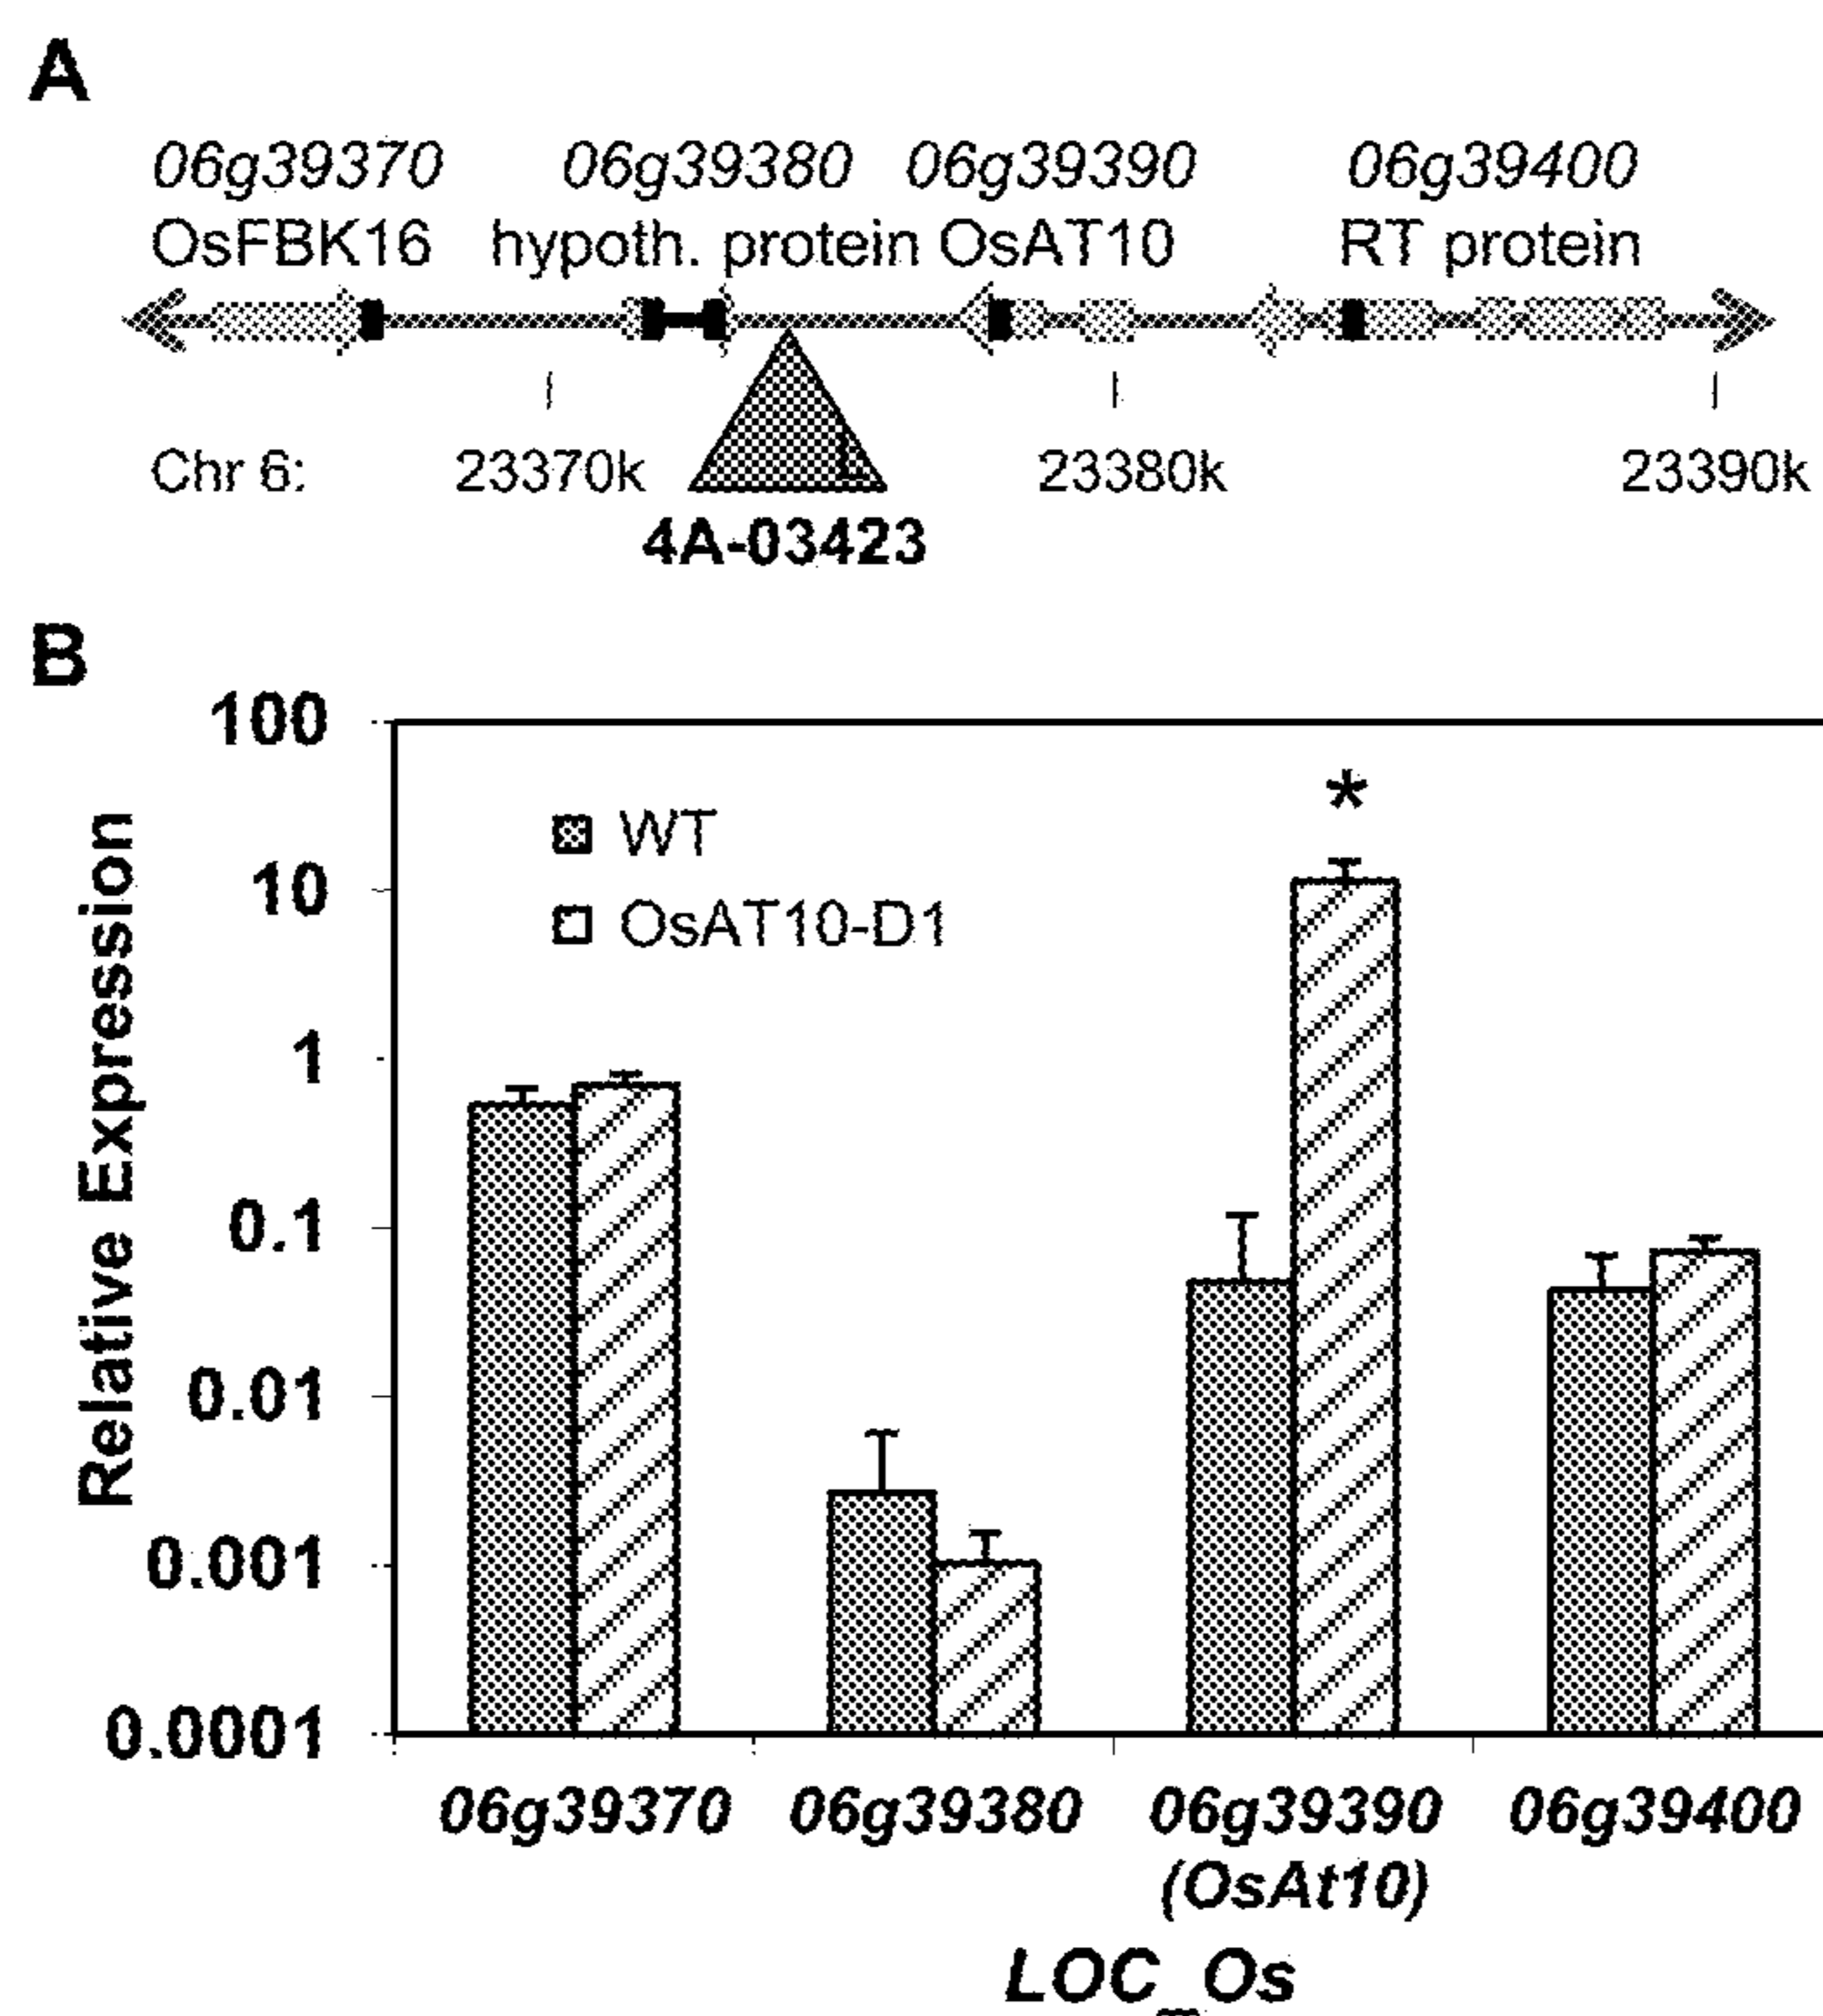 A
06g39370 06g39380 06g39390 06g39400
OsFBK16 hypoth. protein OsAT10 RT protein
Chr 6: 23370k 23380k 23390k
4A-03423
B
100
10
1
0.1
0.01
0.001
0.0001
Relative Expression
WT
OsAT10-D1
*
06g39370 06g39380 06g39390 06g39400
(OsAt10)
LOC_Os